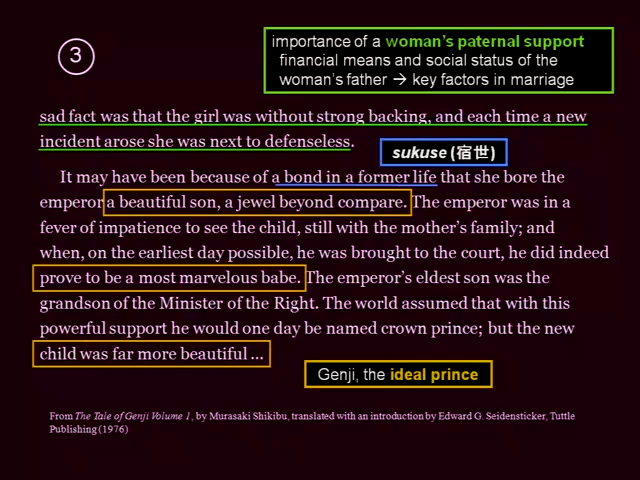 3
importance of a woman's paternal support
financial means and social status of the
woman's father → key factors in marriage
sad fact was that the girl was without strong backing, and each time a new
incident arose she was next to defenseless.
sukuse (宿世)
It may have been because of a bond in a former life that she bore the
emperor a beautiful son, a jewel beyond compare. The emperor was in a
fever of impatience to see the child, still with the mother's family; and
when, on the earliest day possible, he was brought to the court, he did indeed
prove to be a most marvelous babe. The emperor's eldest son was the
grandson of the Minister of the Right. The world assumed that with this
powerful support he would one day be named crown prince; but the new
child was far more beautiful ...
Genji, the ideal prince
From The Tale of Genji Volume 1, by Murasaki Shikibu, translated with an introduction by Edward G. Seidensticker, Tuttle
Publishing (1976)